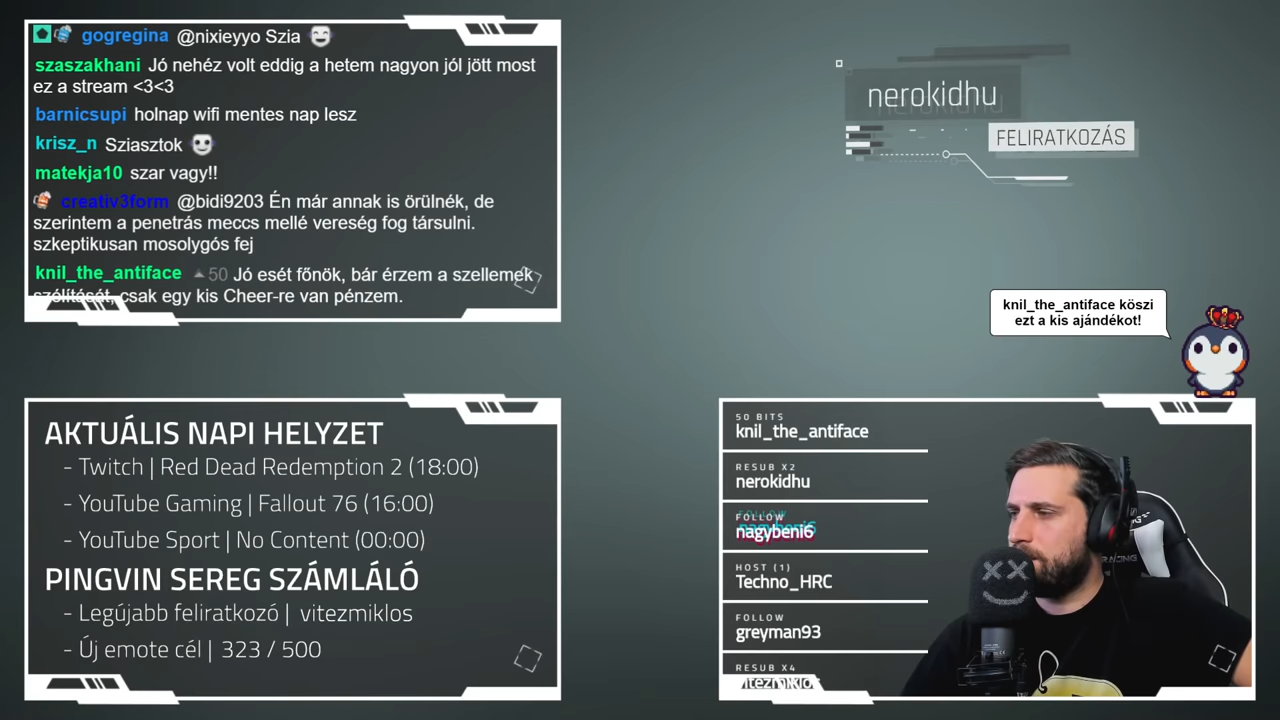 gogregina @nixieyyo Szia
szaszakhani Jó nehéz volt eddig a hetem nagyon jól jött most
ez a stream <3<3
barnicsupi holnap wifi mentes nap lesz
krisz_n Sziasztok
matekja10 szar vagy!!
creativ3form @bidi9203 Én már annak is örülnék, de
szerintem a penetrás meccs mellé vereség fog társulni.
szkeptikusan mosolygós fej
knil_the_antiface 50 Jó esét főnök, bár érzem a szellemek
szólítását, csak egy kis Cheer-re van pénzem.
nerokidhu
FELIRATKOZÁS
knil_the_antiface köszi
ezt a kis ajándékot!
AKTUÁLIS NAPI HELYZET
- Twitch | Red Dead Redemption 2 (18:00)
- YouTube Gaming | Fallout 76 (16:00)
- YouTube Sport | No Content (00:00)
PINGVIN SEREG SZÁMLÁLÓ
- Legújabb feliratkozó | vitezmiklos
- Új emote cél | 323 / 500
50 BITS
knil_the_antiface
RESUB X2
nerokidhu
FOLLOW
nagybeni6
HOST (1)
Techno_HRC
FOLLOW
greyman93
RESUB X4
vitezmiklos